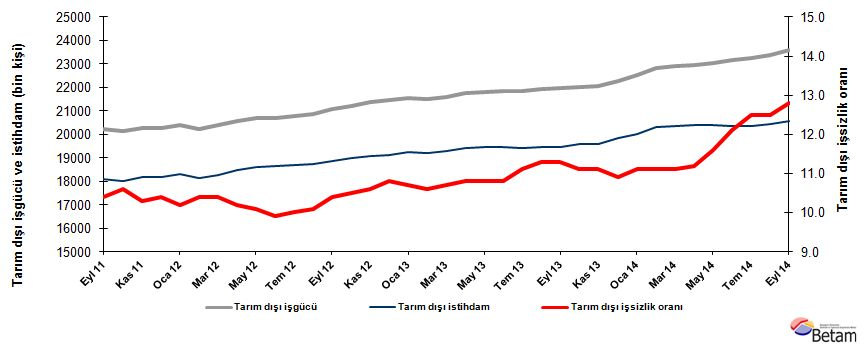 Tarım dışı işgücü ve istihdam (bin kişi)
25000
24000
23000
22000
21000
20000
19000
18000
17000
16000
15000
15.0
14.0
13.0
12.0
11.0
10.0
9.0
Tarım dışı işsizlik oranı
Eyl 11
Kas 11
Oca 12
Mar 12
May 12
Tem 12
Eyl 12
Kas 12
Oca 13
Mar 13
May 13
Tem 13
Eyl 13
Kas 13
Oca 14
Mar 14
May 14
Tem 14
Eyl 14
Tarım dışı işgücü
Tarım dışı istihdam
Tarım dışı işsizlik oranı
Betam